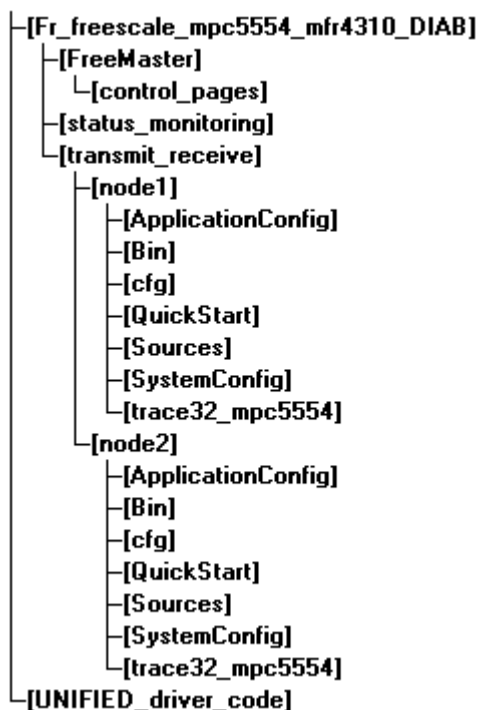 [Fr_freescale_mpc5554_mfr4310_DIAB]
[FreeMaster]
[control_pages]
[status_monitoring]
[transmit_receive]
[node1]
[ApplicationConfig]
[Bin]
[cfg]
[QuickStart]
[Sources]
[SystemConfig]
[trace32_mpc5554]
[node2]
[ApplicationConfig]
[Bin]
[cfg]
[QuickStart]
[Sources]
[SystemConfig]
[trace32_mpc5554]
[UNIFIED_driver_code]